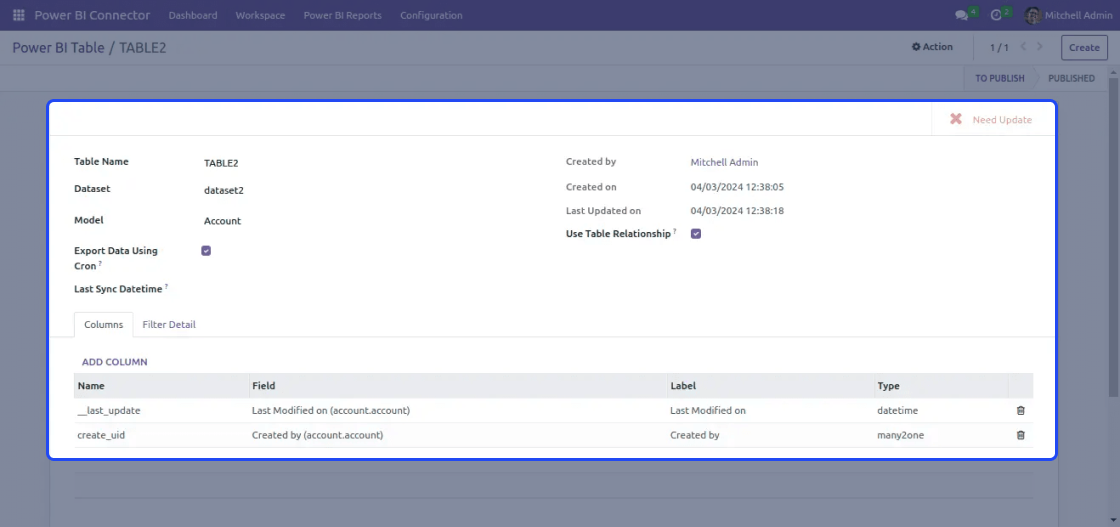 Power BI Connector Dashboard Workspace Power BI Reports Configuration 4 2 Mitchell Admin
Power BI Table / TABLE2 Action 1 / 1 Create
TO PUBLISH PUBLISHED
Need Update
Table Name TABLE2
Dataset dataset2
Model Account
Export Data Using
Cron ?
Last Sync Datetime ?
Created by Mitchell Admin
Created on 04/03/2024 12:38:05
Last Updated on 04/03/2024 12:38:18
Use Table Relationship ?
Columns Filter Detail
ADD COLUMN
Name Field Label Type
__last_update Last Modified on (account.account) Last Modified on datetime
create_uid Created by (account.account) Created by many2one